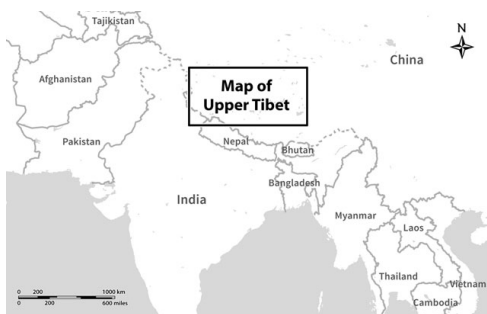 Tajikistan
N
China
Afghanistan
Map of
Upper Tibet
Pakistan
Nepal
Bhutan
Bangladesh
India
Myanmar
Laos
Thailand
Vietnam
Cambodia
0 200 1000 km
0 200 600 miles